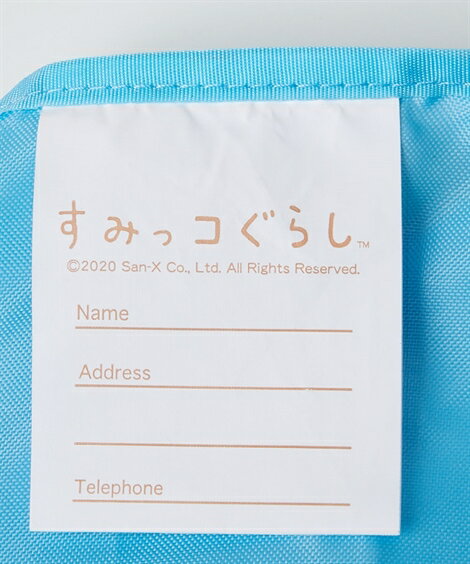 すみっコぐらし™
©2020 San-X Co., Ltd. All Rights Reserved.
Name
Address
Telephone